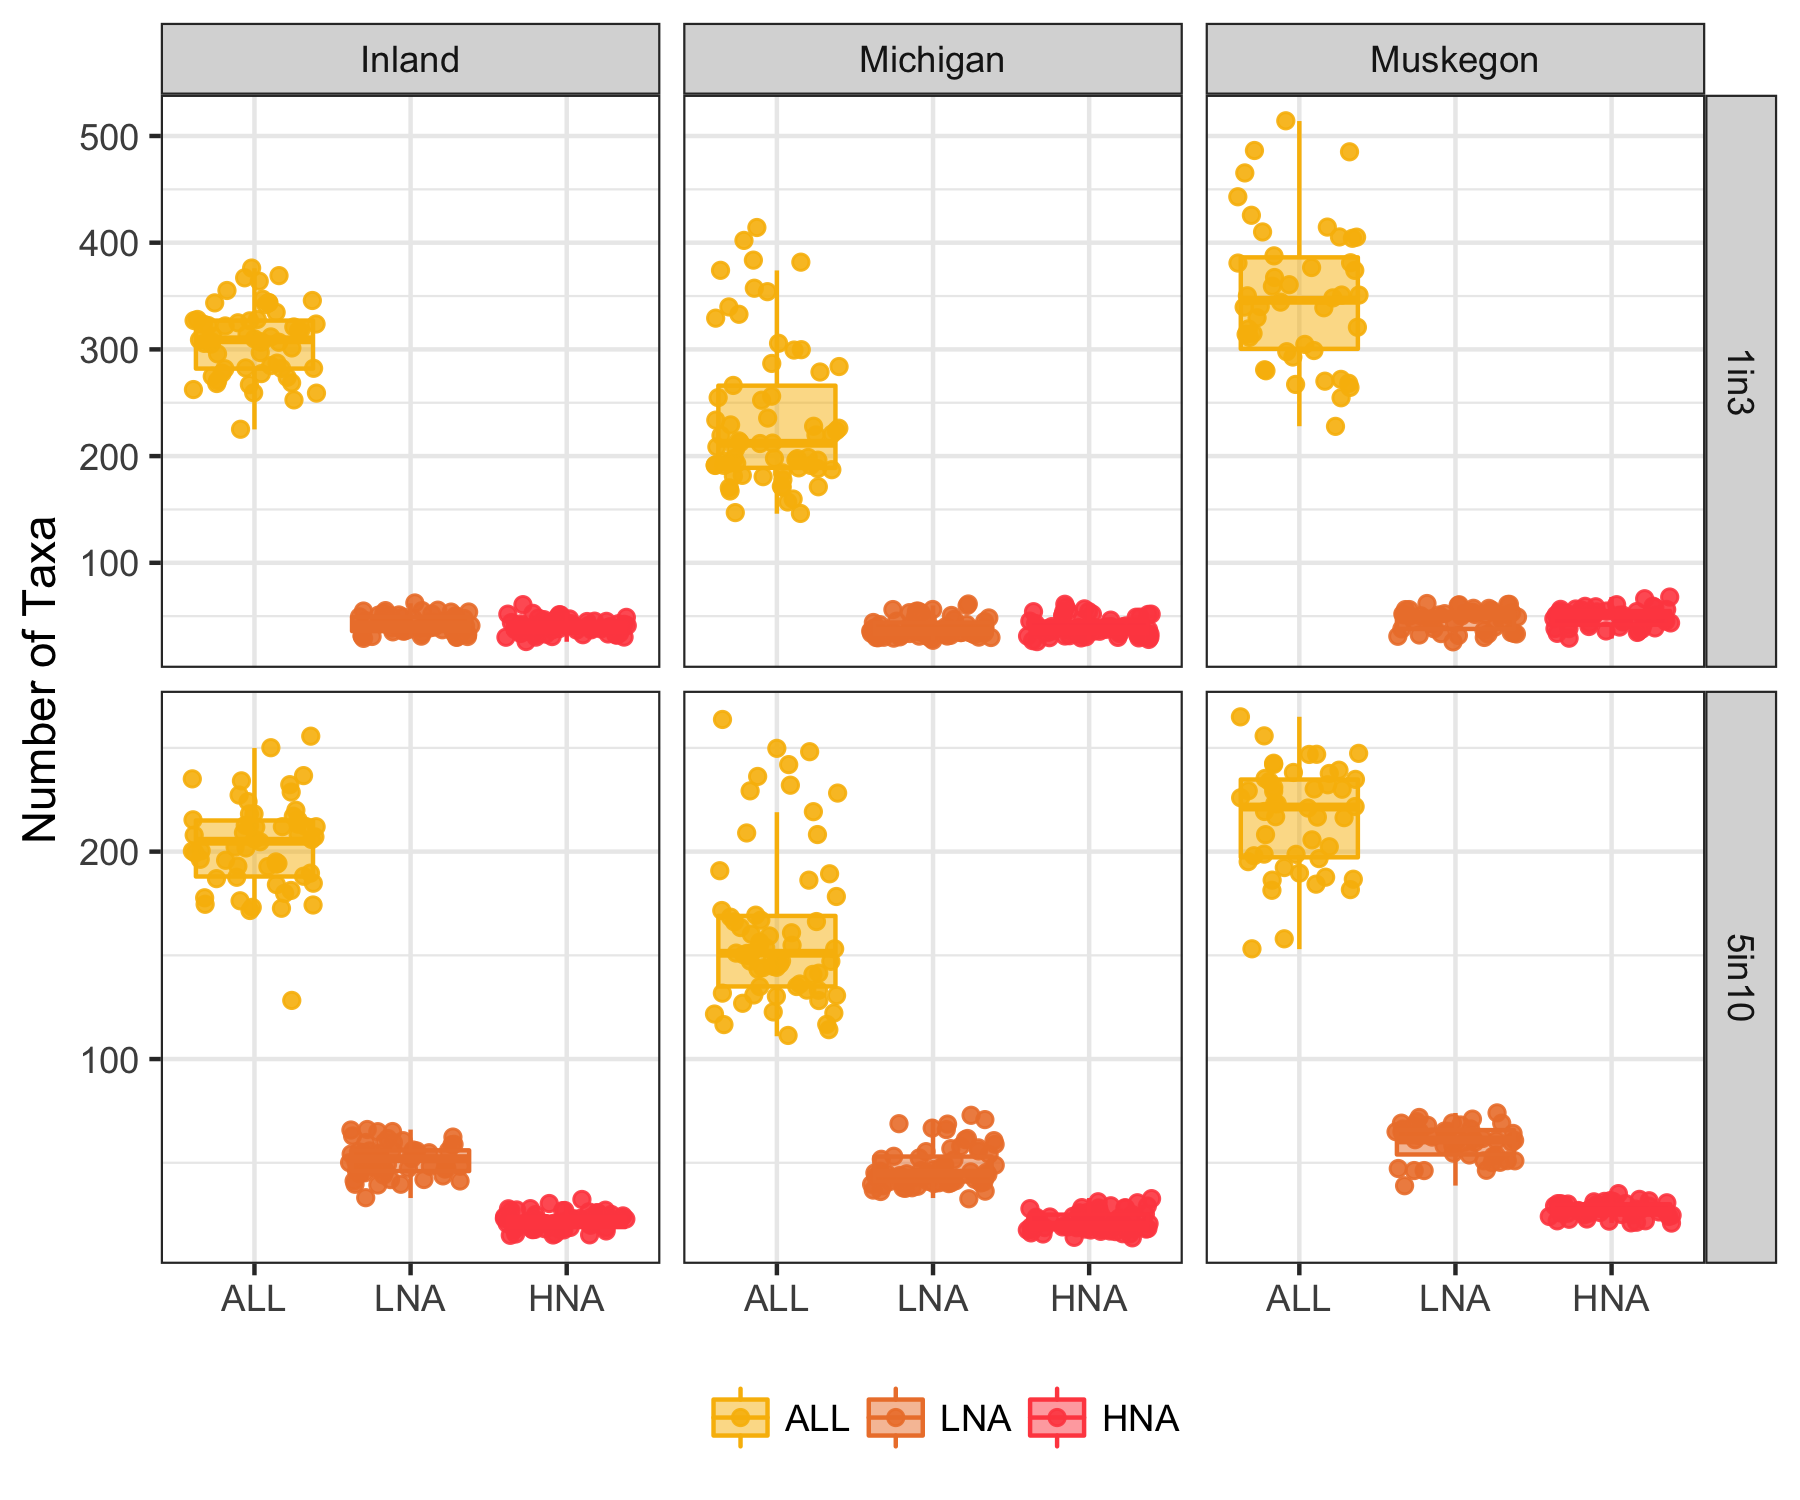 Inland Michigan Muskegon
500
400
300
200
100
1in3
Number of Taxa
200
100
5in10
ALL LNA HNA ALL LNA HNA ALL LNA HNA
ALL LNA HNA